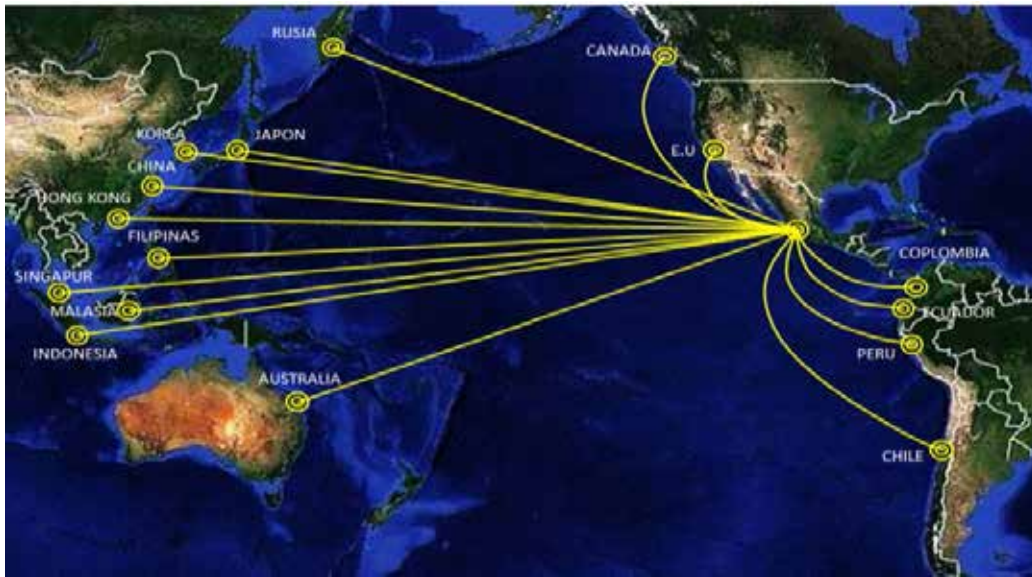 RUSIA
CANADA
KOREA
JAPON
E.U
CHINA
HONG KONG
FILIPINAS
COPLOMBIA
SINGAPUR
MALASIA
ECUADOR
INDONESIA
PERU
AUSTRALIA
CHILE